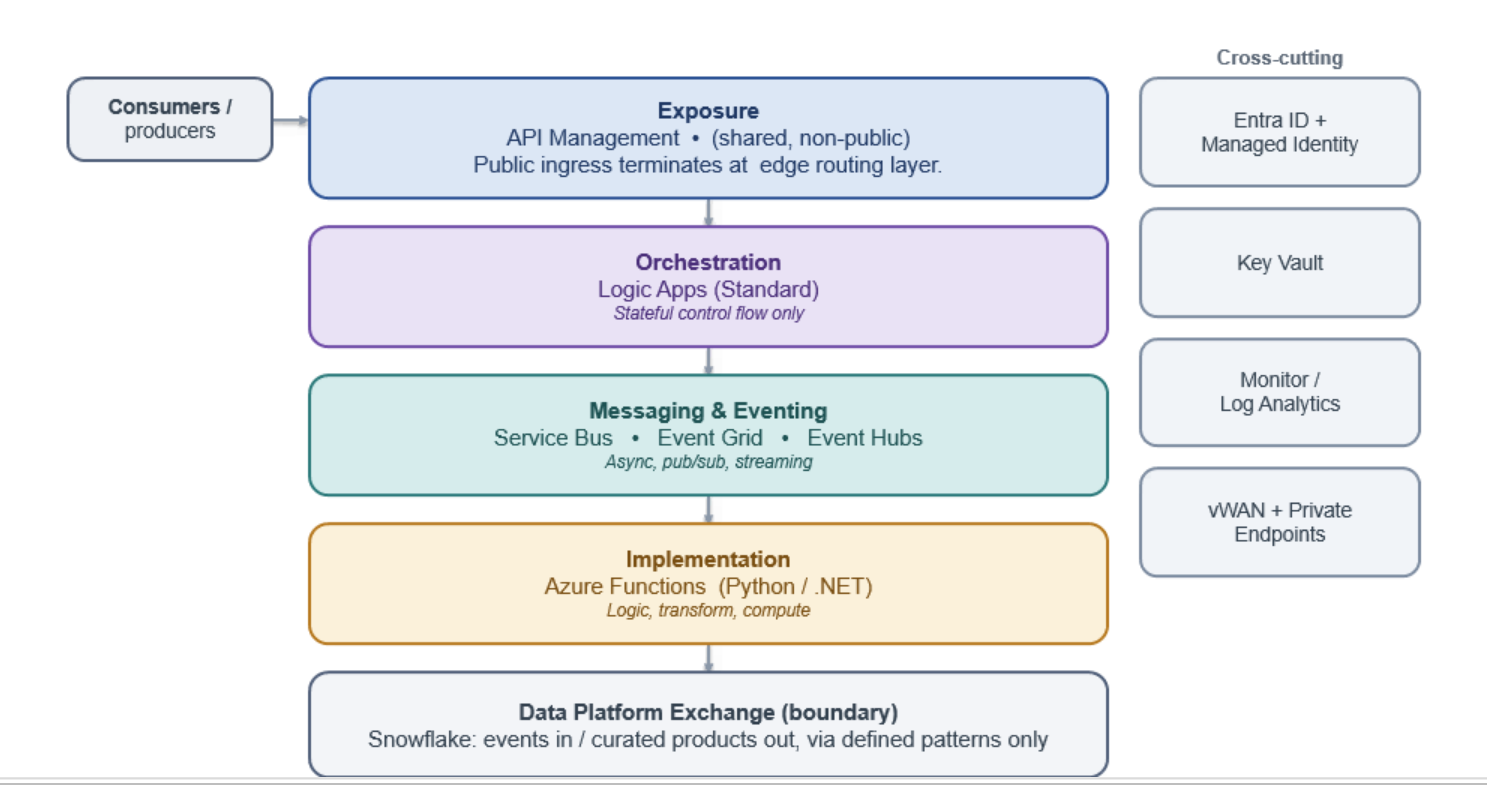 Cross-cutting
Consumers /
producers
Exposure
API Management • (shared, non-public)
Public ingress terminates at edge routing layer.
Entra ID +
Managed Identity
Orchestration
Logic Apps (Standard)
Stateful control flow only
Key Vault
Messaging & Eventing
Service Bus • Event Grid • Event Hubs
Async, pub/sub, streaming
Monitor /
Log Analytics
Implementation
Azure Functions (Python / .NET)
Logic, transform, compute
vWAN + Private
Endpoints
Data Platform Exchange (boundary)
Snowflake: events in / curated products out, via defined patterns only